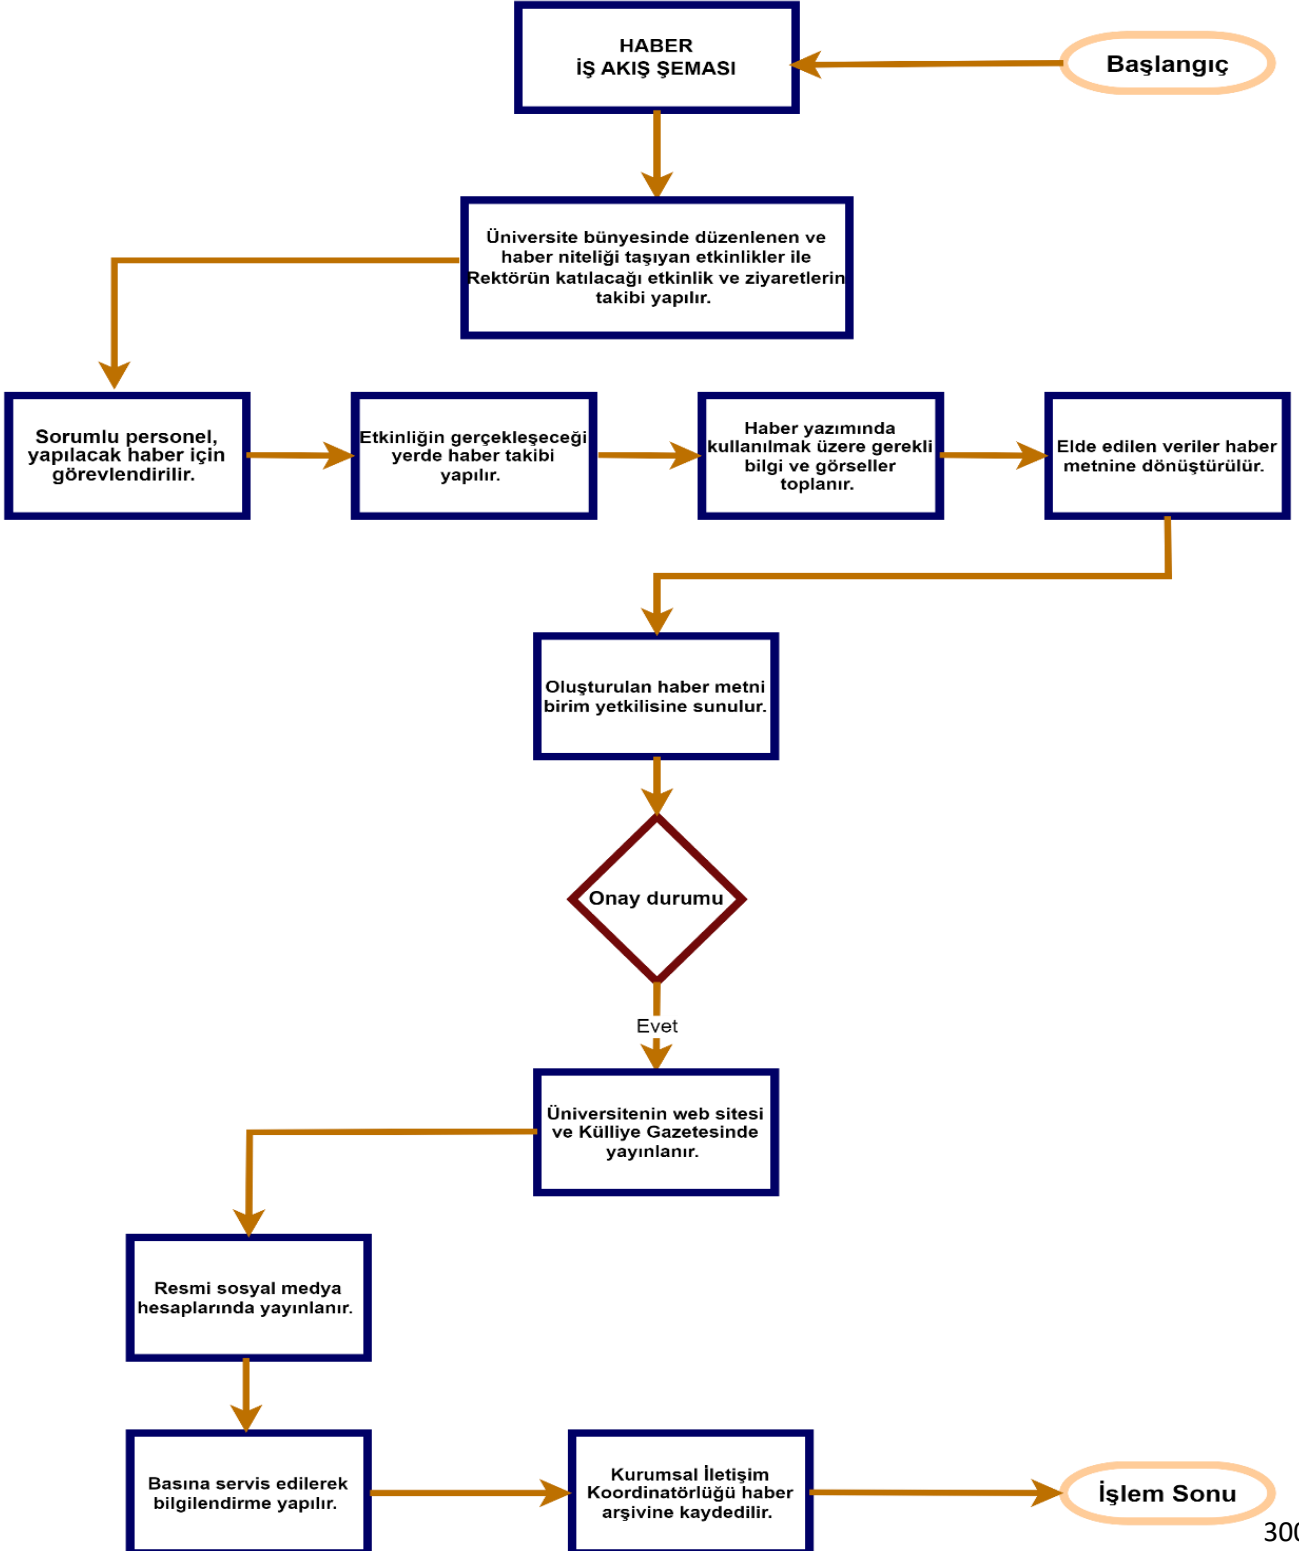 HABER
İŞ AKIŞ ŞEMASI
Başlangıç
Üniversite bünyesinde düzenlenen ve
haber niteliği taşıyan etkinlikler ile
Rektörün katılacağı etkinlik ve ziyaretlerin
takibi yapılır.
Sorumlu personel,
yapılacak haber için
görevlendirilir.
Etkinliğin gerçekleşeceği
yerde haber takibi
yapılır.
Haber yazımında
kullanılmak üzere gerekli
bilgi ve görseller
toplanır.
Elde edilen veriler haber
metnine dönüştürülür.
Oluşturulan haber metni
birim yetkilisine sunulur.
Onay durumu
Evet
Üniversitenin web sitesi
ve Külliye Gazetesinde
yayınlanır.
Resmi sosyal medya
hesaplarında yayınlanır.
Basına servis edilerek
bilgilendirme yapılır.
Kurumsal İletişim
Koordinatörlüğü haber
arşivine kaydedilir.
İşlem Sonu
300